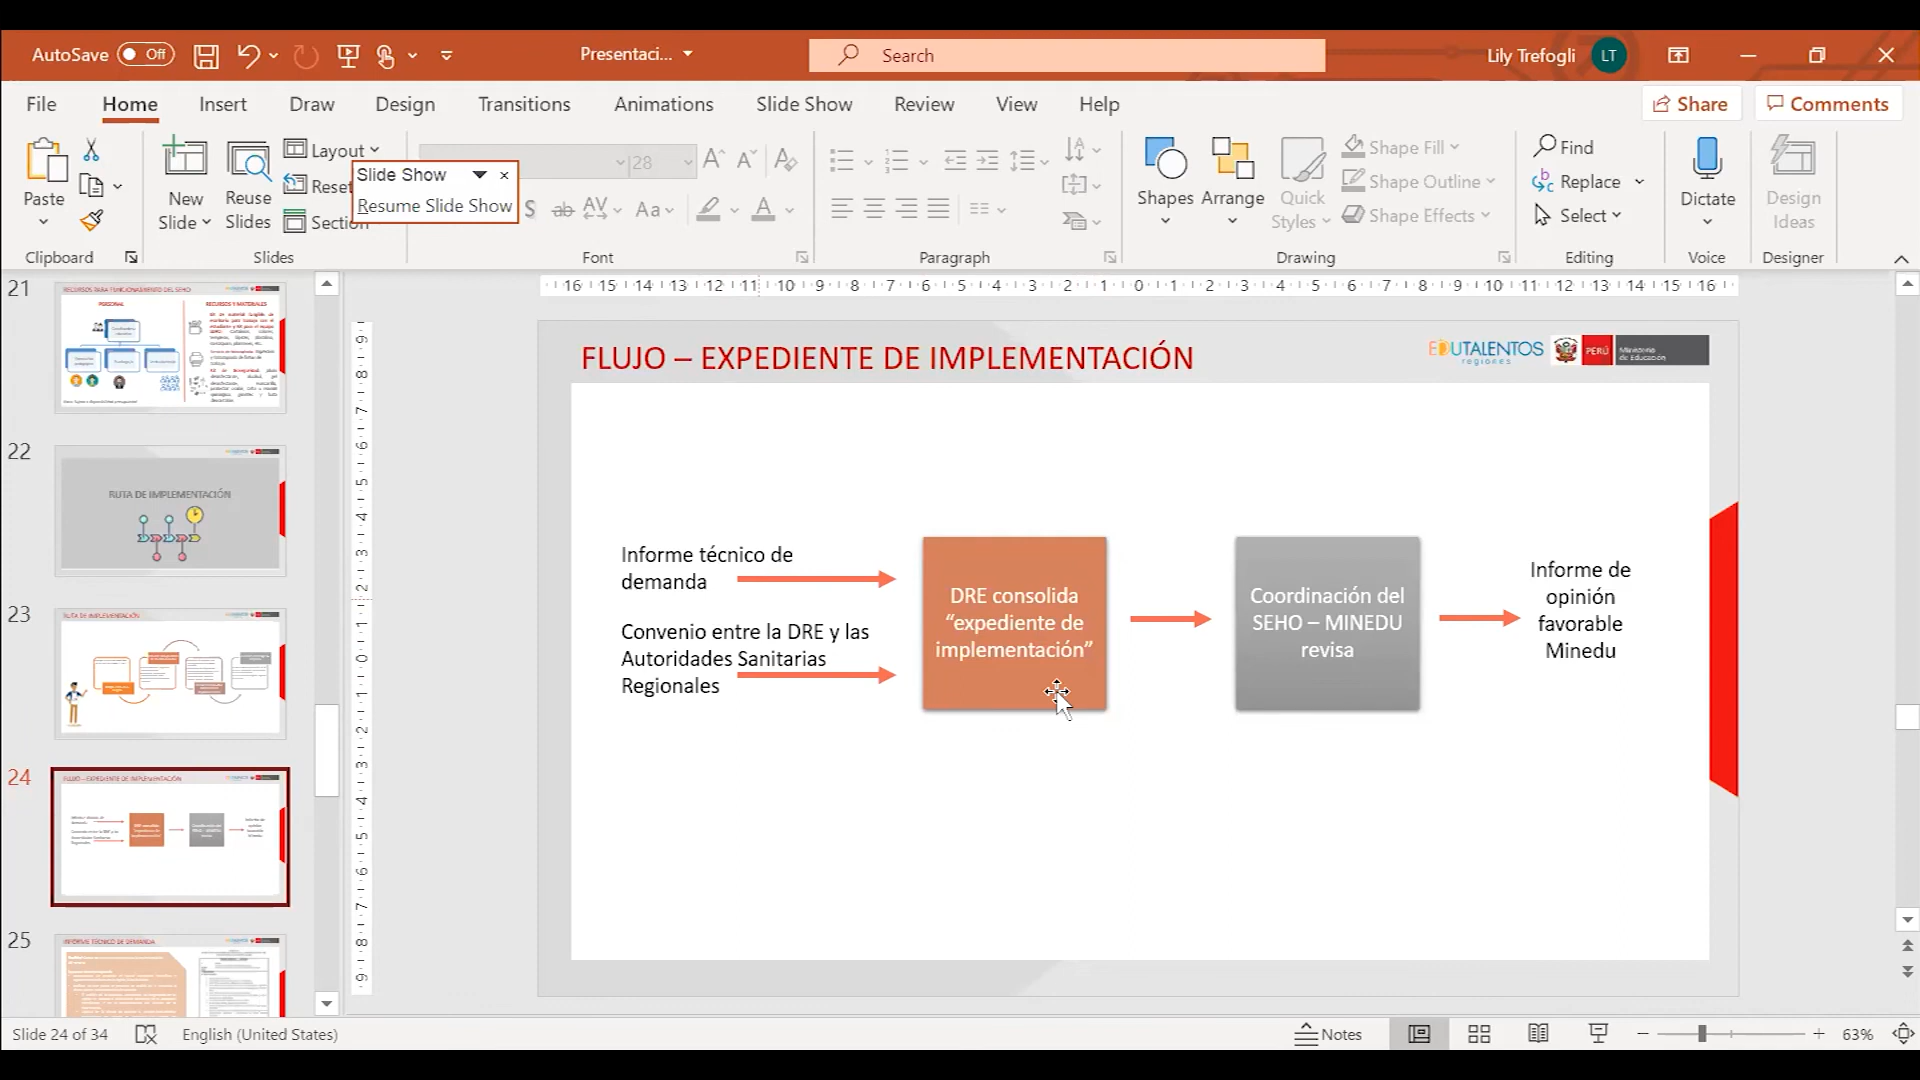 AutoSave Off Presentaci... Search Lily Trefogli LT
File Home Insert Draw Design Transitions Animations Slide Show Review View Help Share Comments
Paste
New
Slide
Reuse
Slides
Layout
Reset
Section
Slide Show
Resume Slide Show
28
Shapes
Arrange
Quick
Styles
Shape Fill
Shape Outline
Shape Effects
Find
Replace
Select
Dictate
Design
Ideas
Clipboard Slides Font Paragraph Drawing Editing Voice Designer
21
PERSONAL
RECURSOS Y MATERIALES
22
RUTA DE IMPLEMENTACIÓN
23
RUTA DE IMPLEMENTACIÓN
24
FLUJO – EXPEDIENTE DE IMPLEMENTACIÓN
25
INFORME TÉCNICO DE DEMANDA
FLUJO – EXPEDIENTE DE IMPLEMENTACIÓN
EDUTALENTOS
regiones
PERÚ
Ministerio
de Educación
Informe técnico de
demanda
Convenio entre la DRE y las
Autoridades Sanitarias
Regionales
DRE consolida
“expediente de
implementación”
Coordinación del
SEHO – MINEDU
revisa
Informe de
opinión
favorable
Minedu
Slide 24 of 34 English (United States) Notes 63%